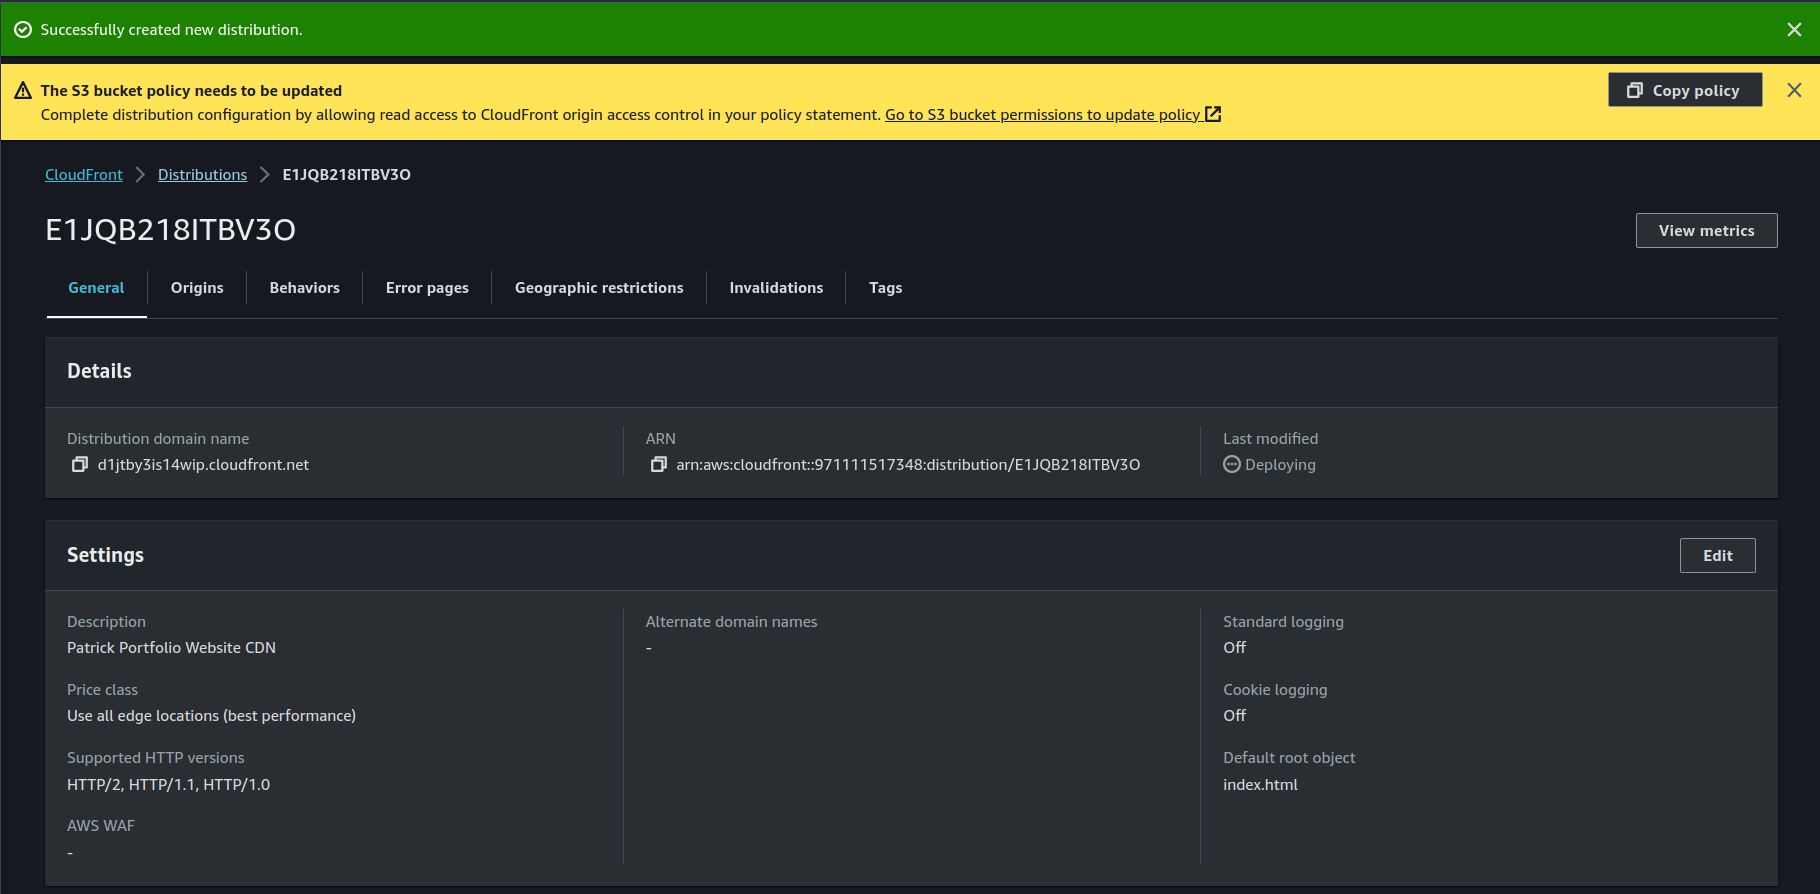 Successfully created new distribution.
The S3 bucket policy needs to be updated
Copy policy
Complete distribution configuration by allowing read access to CloudFront origin access control in your policy statement. Go to S3 bucket permissions to update policy
CloudFront > Distributions > E1JQB218ITBV3O
E1JQB218ITBV3O
View metrics
General Origins Behaviors Error pages Geographic restrictions Invalidations Tags
Details
Distribution domain name
d1jtby3is14wip.cloudfront.net
ARN
arn:aws:cloudfront::971111517348:distribution/E1JQB218ITBV3O
Last modified
Deploying
Settings
Edit
Description
Patrick Portfolio Website CDN
Price class
Use all edge locations (best performance)
Supported HTTP versions
HTTP/2, HTTP/1.1, HTTP/1.0
AWS WAF
-
Alternate domain names
-
Standard logging
Off
Cookie logging
Off
Default root object
index.html